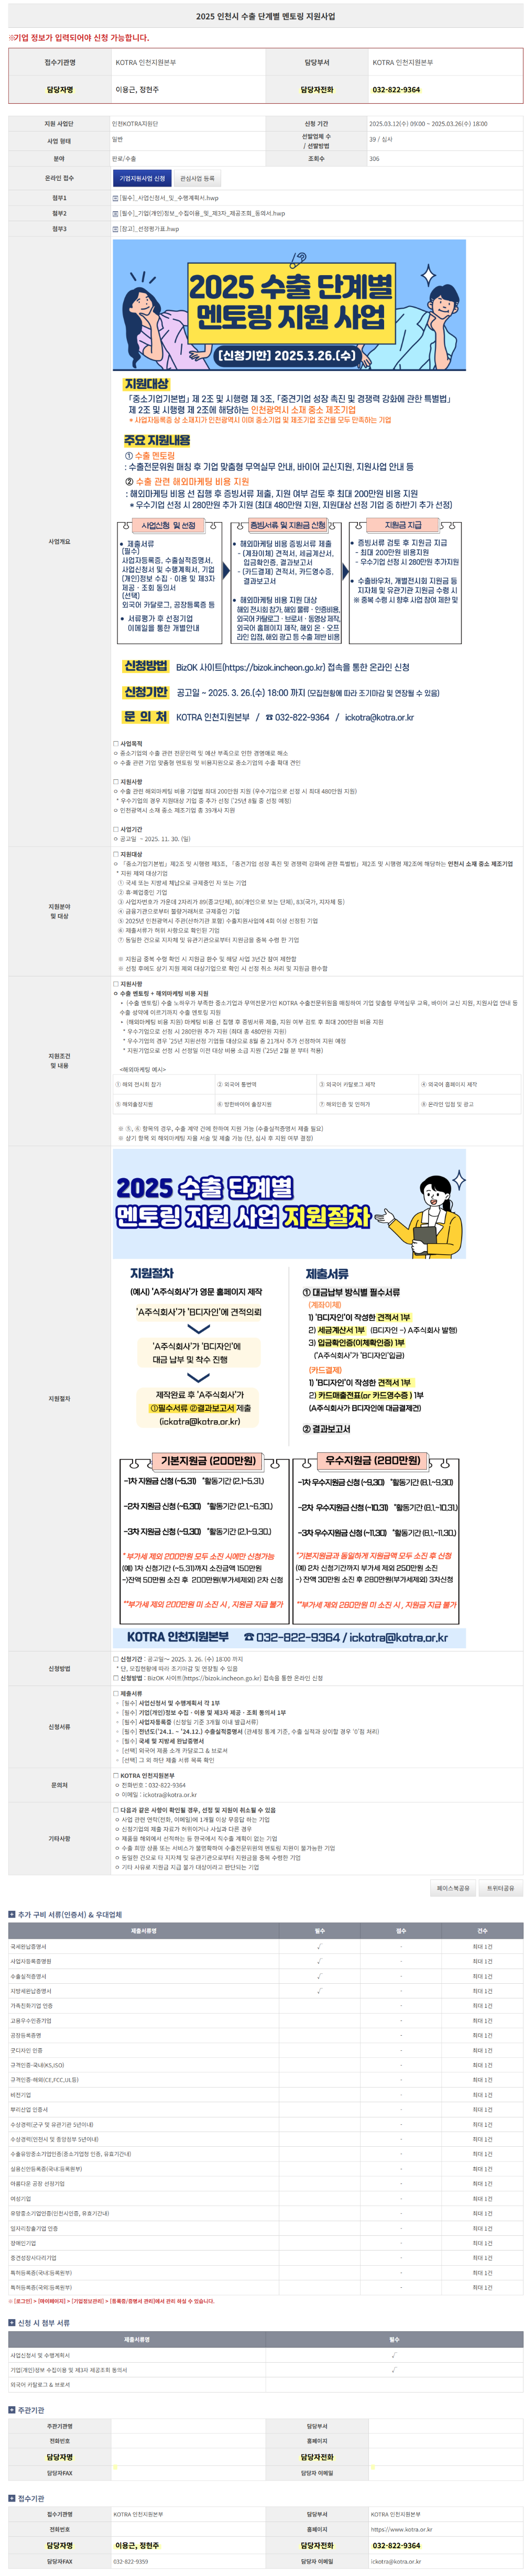 2025 인천시 수출 단계별 멘토링 지원사업
※기업 정보가 입력되어야 신청 가능합니다.
접수기관명 KOTRA 인천지원본부 담당부서 KOTRA 인천지원본부
담당자명 이용근, 정현주 담당자전화 032-822-9364
지원 사업단 인천KOTRA지원단 신청 기간 2025.03.12(수) 09:00 ~ 2025.03.26(수) 18:00
사업 형태 일반 선발업체 수 / 선발방법 39 / 심사
분야 판로/수출 조회수 306
온라인 접수 기업지원사업 신청 관심사업 등록
첨부1 [필수]_사업신청서_및_수행계획서.hwp
첨부2 [필수]_기업(개인)정보_수집이용_및_제3자_제공조회_동의서.hwp
첨부3 [참고]_선정평가표.hwp
사업개요
2025 수출 단계별
멘토링 지원 사업
[신청기한] 2025.3.26.(수)
지원대상
「중소기업기본법」 제 2조 및 시행령 제 3조, 「중견기업 성장 촉진 및 경쟁력 강화에 관한 특별법」
제 2조 및 시행령 제 2조에 해당하는 인천광역시 소재 중소 제조기업
* 사업자등록증 상 소재지가 인천광역시 이며 중소기업 및 제조기업 조건을 모두 만족하는 기업
주요 지원내용
① 수출 멘토링
: 수출전문위원 매칭 후 기업 맞춤형 무역실무 안내, 바이어 교신지원, 지원사업 안내 등
② 수출 관련 해외마케팅 비용 지원
: 해외마케팅 비용 선 집행 후 증빙서류 제출, 지원 여부 검토 후 최대 200만원 비용 지원
* 우수기업 선정 시 280만원 추가 지원 (최대 480만원 지원, 지원대상 선정 기업 중 하반기 추가 선정)
사업신청 및 선정
• 제출서류
(필수)
사업자등록증, 수출실적증명서,
사업신청서 및 수행계획서, 기업
(개인)정보 수집 · 이용 및 제3자
제공 · 조회 동의서
(선택)
외국어 카달로그, 공장등록증 등
• 서류평가 후 선정기업
이메일을 통한 개별안내
증빙서류 및 지원금 신청
• 해외마케팅 비용 증빙서류 제출
- (계좌이체) 견적서, 세금계산서,
입금확인증, 결과보고서
- (카드결제) 견적서, 카드영수증,
결과보고서
• 해외마케팅 비용 지원 대상
해외 전시회 참가, 해외 물류 · 인증비용,
외국어 카달로그 · 브로셔 · 동영상 제작,
외국어 홈페이지 제작, 해외 온 · 오프
라인 입점, 해외 광고 등 수출 제반 비용
지원금 지급
• 증빙서류 검토 후 지원금 지급
- 최대 200만원 비용지원
- 우수기업 선정 시 280만원 추가지원
• 수출바우처, 개별전시회 지원금 등
지자체 및 유관기관 지원금 수령 시
※ 중복 수령 시 향후 사업 참여 제한 및
신청방법 BizOK 사이트(https://bizok.incheon.go.kr) 접속을 통한 온라인 신청
신청기한 공고일 ~ 2025. 3. 26.(수) 18:00 까지 (모집현황에 따라 조기마감 및 연장될 수 있음)
문 의 처 KOTRA 인천지원본부 / ☎ 032-822-9364 / ickotra@kotra.or.kr
□ 사업목적
ㅇ 중소기업의 수출 관련 전문인력 및 예산 부족으로 인한 경영애로 해소
ㅇ 수출 관련 기업 맞춤형 멘토링 및 비용지원으로 중소기업의 수출 확대 견인
□ 지원사항
ㅇ 수출 관련 해외마케팅 비용 기업별 최대 200만원 지원 (우수기업으로 선정 시 최대 480만원 지원)
* 우수기업의 경우 지원대상 기업 중 추가 선정 ('25년 8월 중 선정 예정)
ㅇ 인천광역시 소재 중소 제조기업 총 39개사 지원
□ 사업기간
ㅇ 공고일 ~ 2025. 11. 30. (일)
지원분야 및 대상
□ 지원대상
ㅇ 「중소기업기본법」 제2조 및 시행령 제3조, 「중견기업 성장 촉진 및 경쟁력 강화에 관한 특별법」 제2조 및 시행령 제2조에 해당하는 인천시 소재 중소 제조기업
* 지원 제외 대상기업
① 국세 또는 지방세 체납으로 규제중인 자 또는 기업
② 휴·폐업중인 기업
③ 사업자번호가 가운데 2자리가 89(종교단체), 80(개인으로 보는 단체), 83(국가, 지자체 등)
④ 금융기관으로부터 불량거래처로 규제중인 기업
⑤ 2025년 인천광역시 주관(산하기관 포함) 수출지원사업에 4회 이상 선정된 기업
⑥ 제출서류가 허위 사항으로 확인된 기업
⑦ 동일한 건으로 지자체 및 유관기관으로부터 지원금을 중복 수령 한 기업
※ 지원금 중복 수령 확인 시 지원금 환수 및 해당 사업 3년간 참여 제한함
※ 선정 후에도 상기 지원 제외 대상기업으로 확인 시 선정 취소 처리 및 지원금 환수함
지원조건 및 내용
□ 지원사항
ㅇ 수출 멘토링 + 해외마케팅 비용 지원
• (수출 멘토링) 수출 노하우가 부족한 중소기업과 무역전문가인 KOTRA 수출전문위원을 매칭하여 기업 맞춤형 무역실무 교육, 바이어 교신 지원, 지원사업 안내 등
수출 성약에 이르기까지 수출 멘토링 지원
• (해외마케팅 비용 지원) 마케팅 비용 선 집행 후 증빙서류 제출, 지원 여부 검토 후 최대 200만원 비용 지원
* 우수기업으로 선정 시 280만원 추가 지원 (최대 총 480만원 지원)
* 우수기업의 경우 '25년 지원선정 기업들 대상으로 8월 중 21개사 추가 선정하여 지원 예정
* 지원기업으로 선정 시 선정일 이전 대상 비용 소급 지원 ('25년 2월 분 부터 적용)
<해외마케팅 예시>
① 해외 전시회 참가 ② 외국어 통번역 ③ 외국어 카달로그 제작 ④ 외국어 홈페이지 제작
⑤ 해외출장지원 ⑥ 방한바이어 출장지원 ⑦ 해외인증 및 인허가 ⑧ 온라인 입점 및 광고
※ ⑤, ⑥ 항목의 경우, 수출 계약 건에 한하여 지원 가능 (수출실적증명서 제출 필요)
※ 상기 항목 외 해외마케팅 자율 서술 및 제출 가능 (단, 심사 후 지원 여부 결정)
지원절차
2025 수출 단계별
멘토링 지원 사업 지원절차
지원절차
(예시) 'A주식회사'가 영문 홈페이지 제작
'A주식회사'가 'B디자인'에 견적의뢰
'A주식회사'가 'B디자인'에
대금 납부 및 착수 진행
제작완료 후 'A주식회사'가
①필수서류 ②결과보고서 제출
(ickotra@kotra.or.kr)
제출서류
① 대금납부 방식별 필수서류
(계좌이체)
1) 'B디자인'이 작성한 견적서 1부
2) 세금계산서 1부 (B디자인 -> A주식회사 발행)
3) 입금확인증(이체확인증) 1부
('A주식회사'가 'B디자인'입금)
(카드결제)
1) 'B디자인'이 작성한 견적서 1부
2) 카드매출전표(or 카드영수증 ) 1부
(A주식회사가 B디자인에 대금결제건)
② 결과보고서
기본지원금 (200만원)
-1차 지원금 신청 (~5.31) *활동기간 (2.1~5.31.)
-2차 지원금 신청 (~6.30) *활동기간 (2.1.~6.30.)
-3차 지원금 신청 (~9.30) *활동기간 (2.1~9.30.)
* 부가세 제외 200만원 모두 소진 시에만 신청가능
(예) 1차 신청기간 (~5.31)까지 소진금액 150만원
-> 잔액 50만원 소진 후 200만원(부가세제외) 2차 신청
**부가세 제외 200만원 미 소진 시 , 지원금 지급 불가
우수지원금 (280만원)
-1차 우수지원금 신청 (~9.30) *활동기간 (8.1.~9.30)
-2차 우수지원금 신청 (~10.31) *활동기간 (8.1.~10.31.)
-3차 우수지원금 신청 (~11.30) *활동기간 (8.1.~11.30.)
*기본지원금과 동일하게 지원금액 모두 소진 후 신청
(예) 2차 신청기간까지 부가세 제외 250만원 소진
-> 잔액 30만원 소진 후 280만원(부가세제외) 3차신청
**부가세 제외 280만원 미 소진 시 , 지원금 지급 불가
KOTRA 인천지원본부 ☎ 032-822-9364 / ickotra@kotra.or.kr
신청방법
□ 신청기간 : 공고일~ 2025. 3. 26. (수) 18:00 까지
* 단, 모집현황에 따라 조기마감 및 연장될 수 있음
□ 신청방법 : BizOK 사이트(https://bizok.incheon.go.kr) 접속을 통한 온라인 신청
신청서류
□ 제출서류
◦ [필수] 사업신청서 및 수행계획서 각 1부
◦ [필수] 기업(개인)정보 수집 · 이용 및 제3자 제공 · 조회 동의서 1부
◦ [필수] 사업자등록증 (신청일 기준 3개월 이내 발급서류)
◦ [필수] 전년도('24.1. ~ '24.12.) 수출실적증명서 (관세청 통계 기준, 수출 실적과 상이할 경우 '0'점 처리)
◦ [필수] 국세 및 지방세 완납증명서
◦ [선택] 외국어 제품 소개 카달로그 & 브로셔
◦ [선택] 그 외 하단 제출 서류 목록 확인
문의처
□ KOTRA 인천지원본부
ㅇ 전화번호 : 032-822-9364
ㅇ 이메일 : ickotra@kotra.or.kr
기타사항
□ 다음과 같은 사항이 확인될 경우, 선정 및 지원이 취소될 수 있음
ㅇ 사업 관련 연락(전화, 이메일)에 1개월 이상 무응답 하는 기업
ㅇ 신청기업의 제출 자료가 허위이거나 사실과 다른 경우
ㅇ 제품을 해외에서 선적하는 등 한국에서 직수출 계획이 없는 기업
ㅇ 수출 희망 상품 또는 서비스가 불명확하여 수출전문위원의 멘토링 지원이 불가능한 기업
ㅇ 동일한 건으로 타 지자체 및 유관기관으로부터 지원금을 중복 수령한 기업
ㅇ 기타 사유로 지원금 지급 불가 대상이라고 판단되는 기업
페이스북공유 트위터공유
추가 구비 서류(인증서) & 우대업체
제출서류명 필수 점수 건수
국세완납증명서 √ - 최대 1건
사업자등록증명원 √ - 최대 1건
수출실적증명서 √ - 최대 1건
지방세완납증명서 √ - 최대 1건
가족친화기업 인증 - 최대 1건
고용우수인증기업 - 최대 1건
공장등록증명 - 최대 1건
굿디자인 인증 - 최대 1건
규격인증-국내(KS,ISO) - 최대 1건
규격인증-해외(CE,FCC,UL등) - 최대 1건
비전기업 - 최대 1건
뿌리산업 인증서 - 최대 1건
수상경력(군구 및 유관기관 5년이내) - 최대 1건
수상경력(인천시 및 중앙정부 5년이내) - 최대 1건
수출유망중소기업인증(중소기업청 인증, 유효기간내) - 최대 1건
실용신안등록증(국내:등록원부) - 최대 1건
아름다운 공장 선정기업 - 최대 1건
여성기업 - 최대 1건
유망중소기업인증(인천시인증, 유효기간내) - 최대 1건
일자리창출기업 인증 - 최대 1건
장애인기업 - 최대 1건
중견성장사다리기업 - 최대 1건
특허등록증(국내:등록원부) - 최대 1건
특허등록증(국외:등록원부) - 최대 1건
※ [로그인] > [마이페이지] > [기업정보관리] > [등록증/증명서 관리]에서 관리 하실 수 있습니다.
신청 시 첨부 서류
제출서류명 필수
사업신청서 및 수행계획서 √
기업(개인)정보 수집이용 및 제3자 제공조회 동의서 √
외국어 카달로그 & 브로셔
주관기관
주관기관명 담당부서
전화번호 홈페이지
담당자명 담당자전화
담당자FAX 담당자 이메일
접수기관
접수기관명 KOTRA 인천지원본부 담당부서 KOTRA 인천지원본부
전화번호 홈페이지 https://www.kotra.or.kr
담당자명 이용근, 정현주 담당자전화 032-822-9364
담당자FAX 032-822-9359 담당자 이메일 ickotra@kotra.or.kr